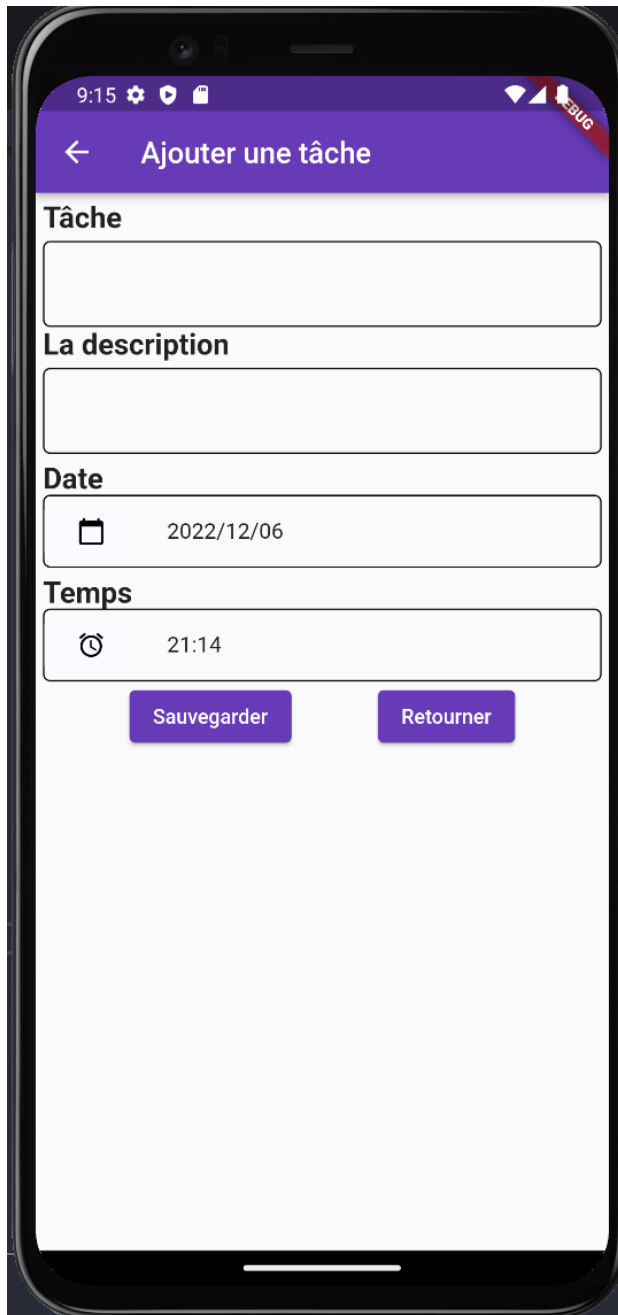 9:15
DEBUG
Ajouter une tâche
Tâche
La description
Date
2022/12/06
Temps
21:14
Sauvegarder Retourner